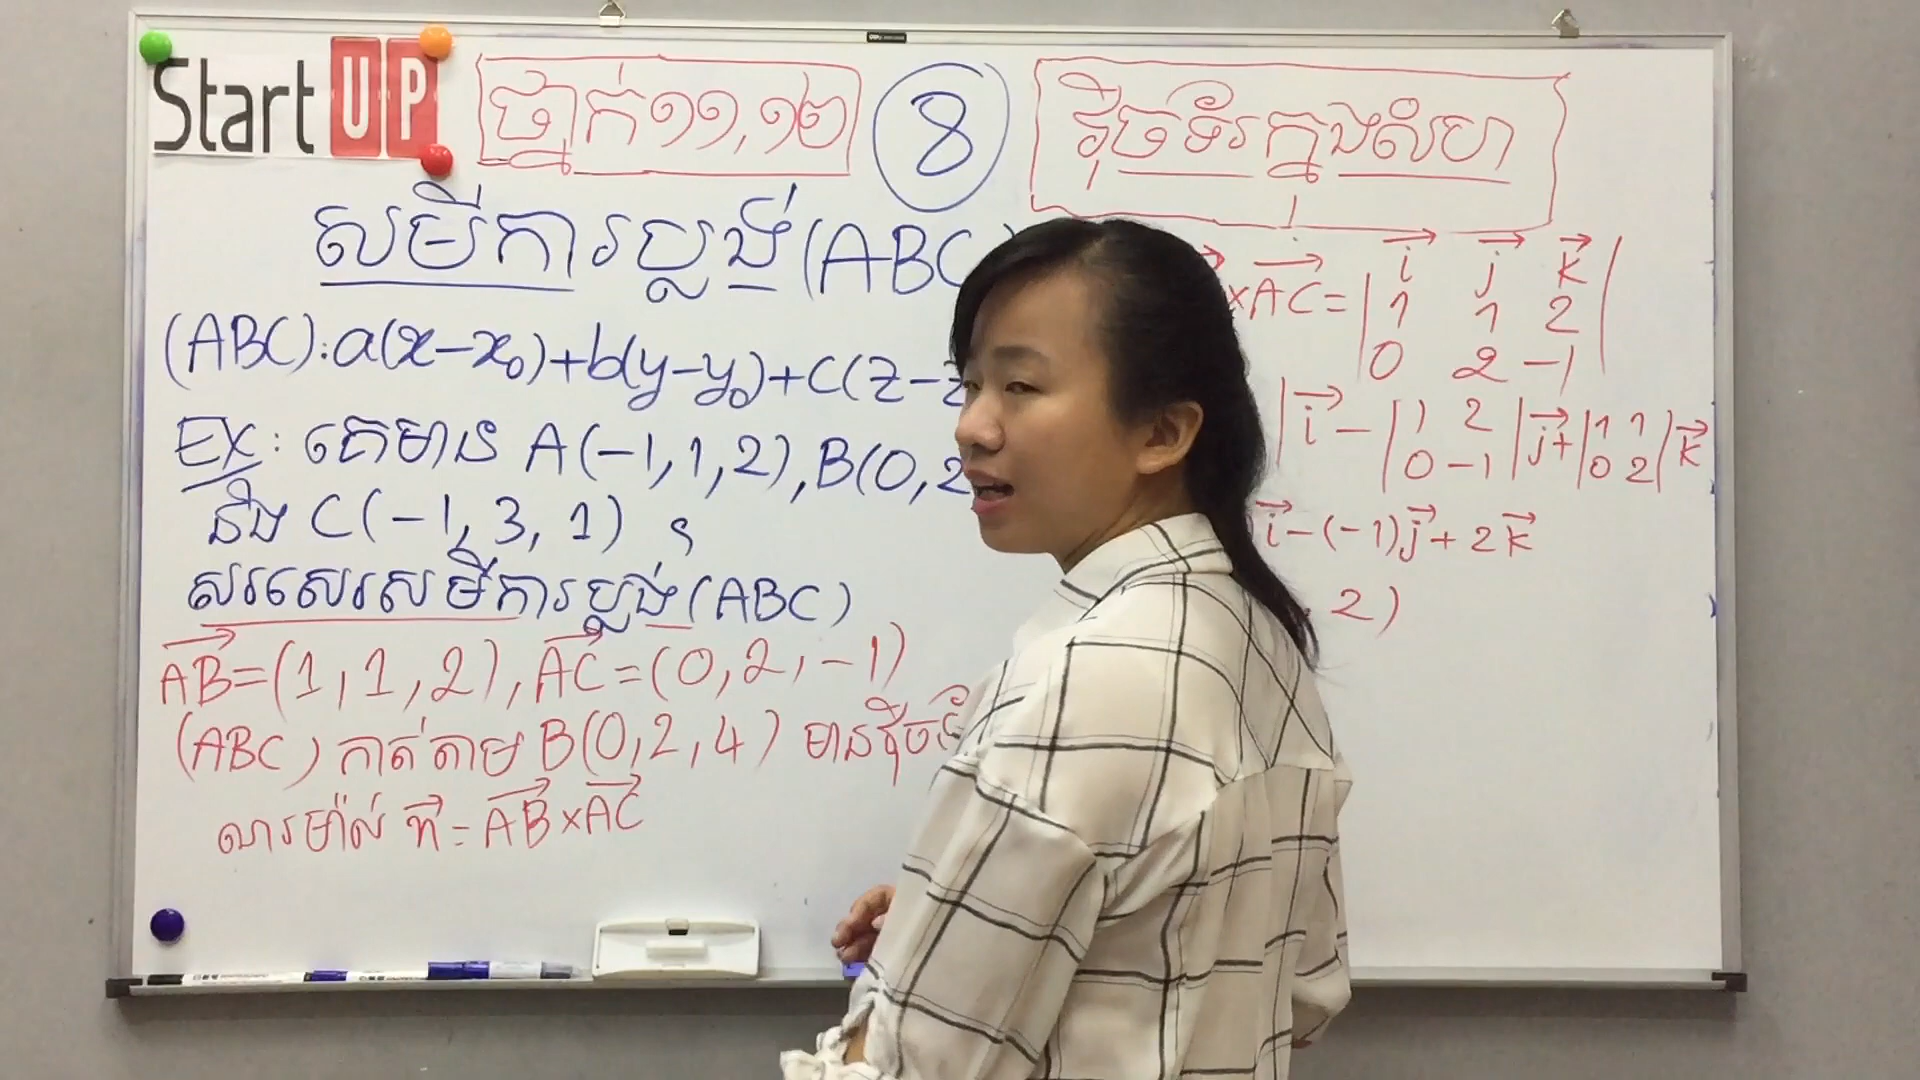 Start UP
ថ្នាក់១១,១២
8
វ៉ិចទ័រក្នុងលំហ
សមីការប្លង់ (ABC
(ABC): a(x-x₀)+b(y-y₀)+c(z-z
EX: គេមាន A(-1,1,2), B(0,2
និង C(-1, 3, 1) ។
សរសេរសមីការប្លង់ (ABC)
AB⃗=(1,1,2), AC⃗=(0,2,-1)
(ABC) កាត់តាម B(0,2,4) មានវ៉ិចទ័
ណរម៉ាល់ n⃗ = AB⃗×AC⃗
×AC⃗= | i⃗ j⃗ k⃗ |
1 1 2
0 2 -1
| i⃗ - | 1 2 | j⃗ + | 1 1 | k⃗
0 -1 0 2
i⃗-(-1)j⃗+2k⃗
, 2)